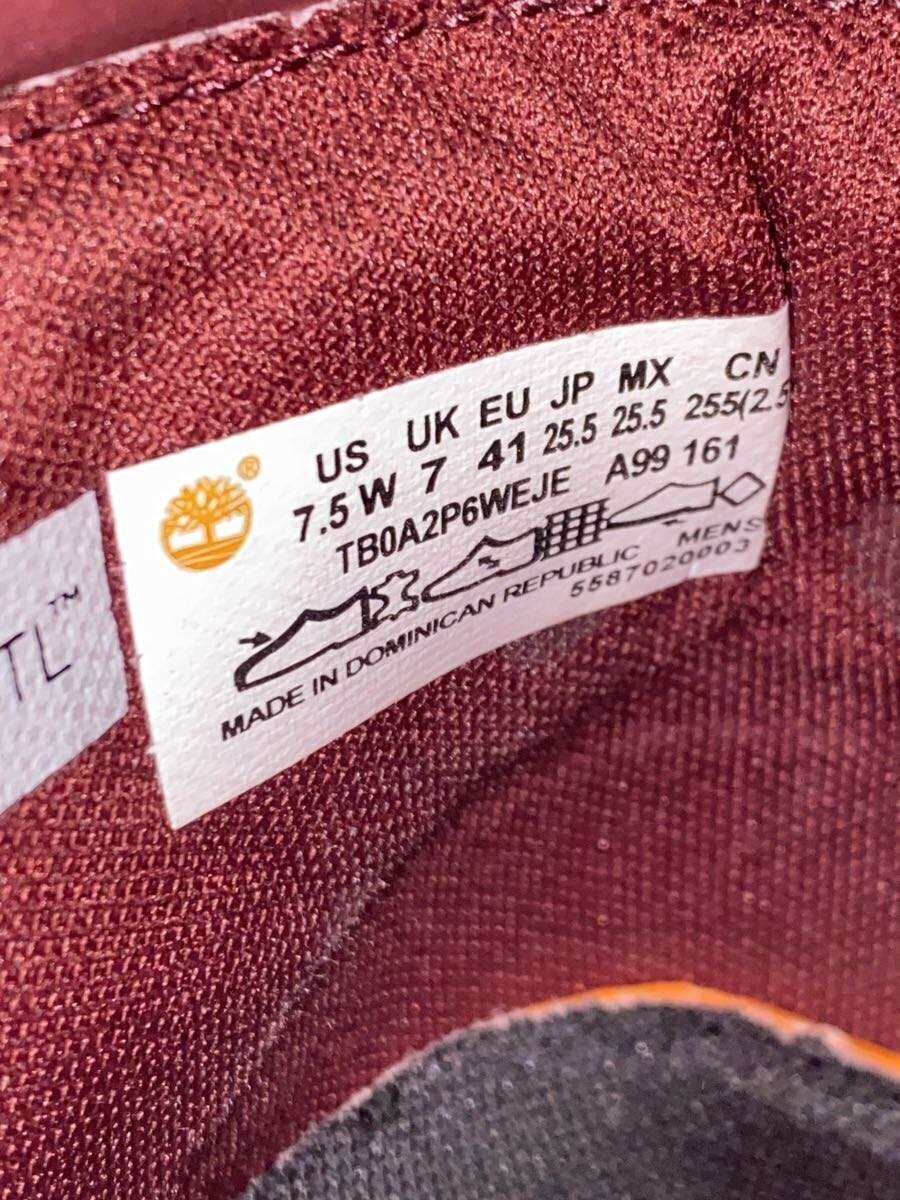 TL™
®
US UK EU JP MX CN
7.5 W 7 41 25.5 25.5 255(2.5
TB0A2P6WEJE A99 161
MADE IN DOMINICAN REPUBLIC MENS
5587020003